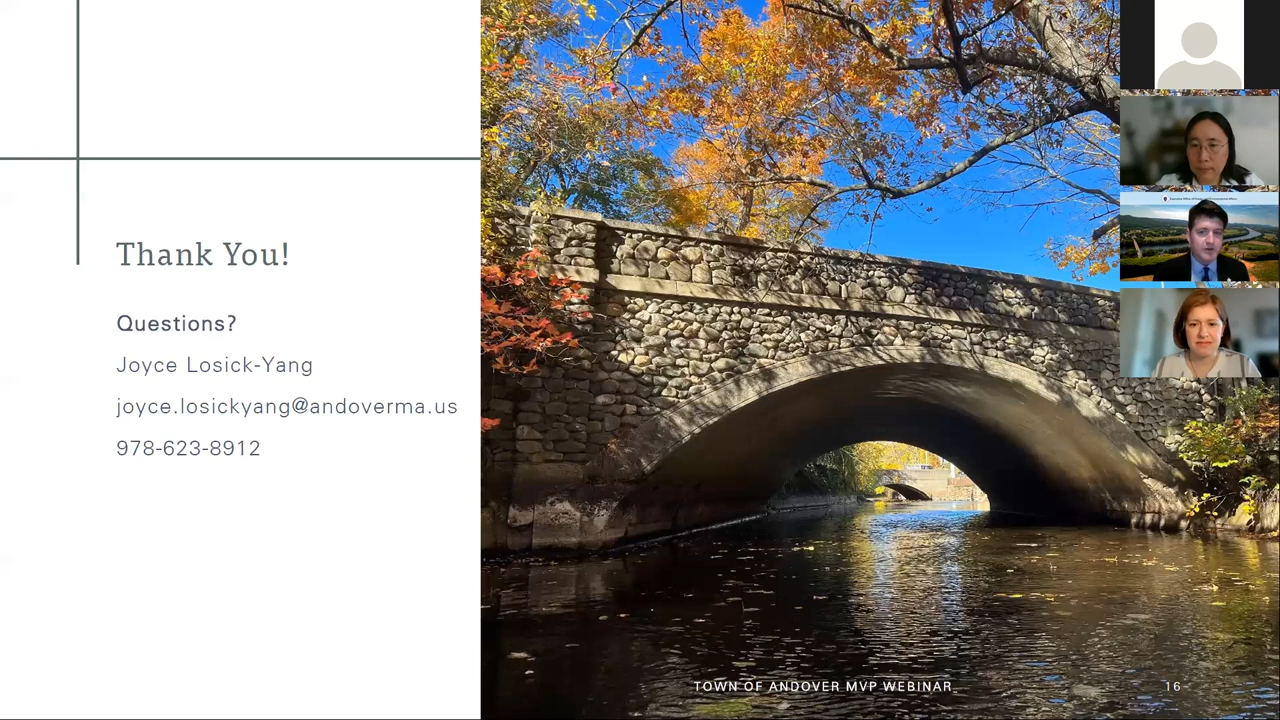 Thank You!
Questions?
Joyce Losick-Yang
joyce.losickyang@andoverma.us
978-623-8912
TOWN OF ANDOVER MVP WEBINAR
16